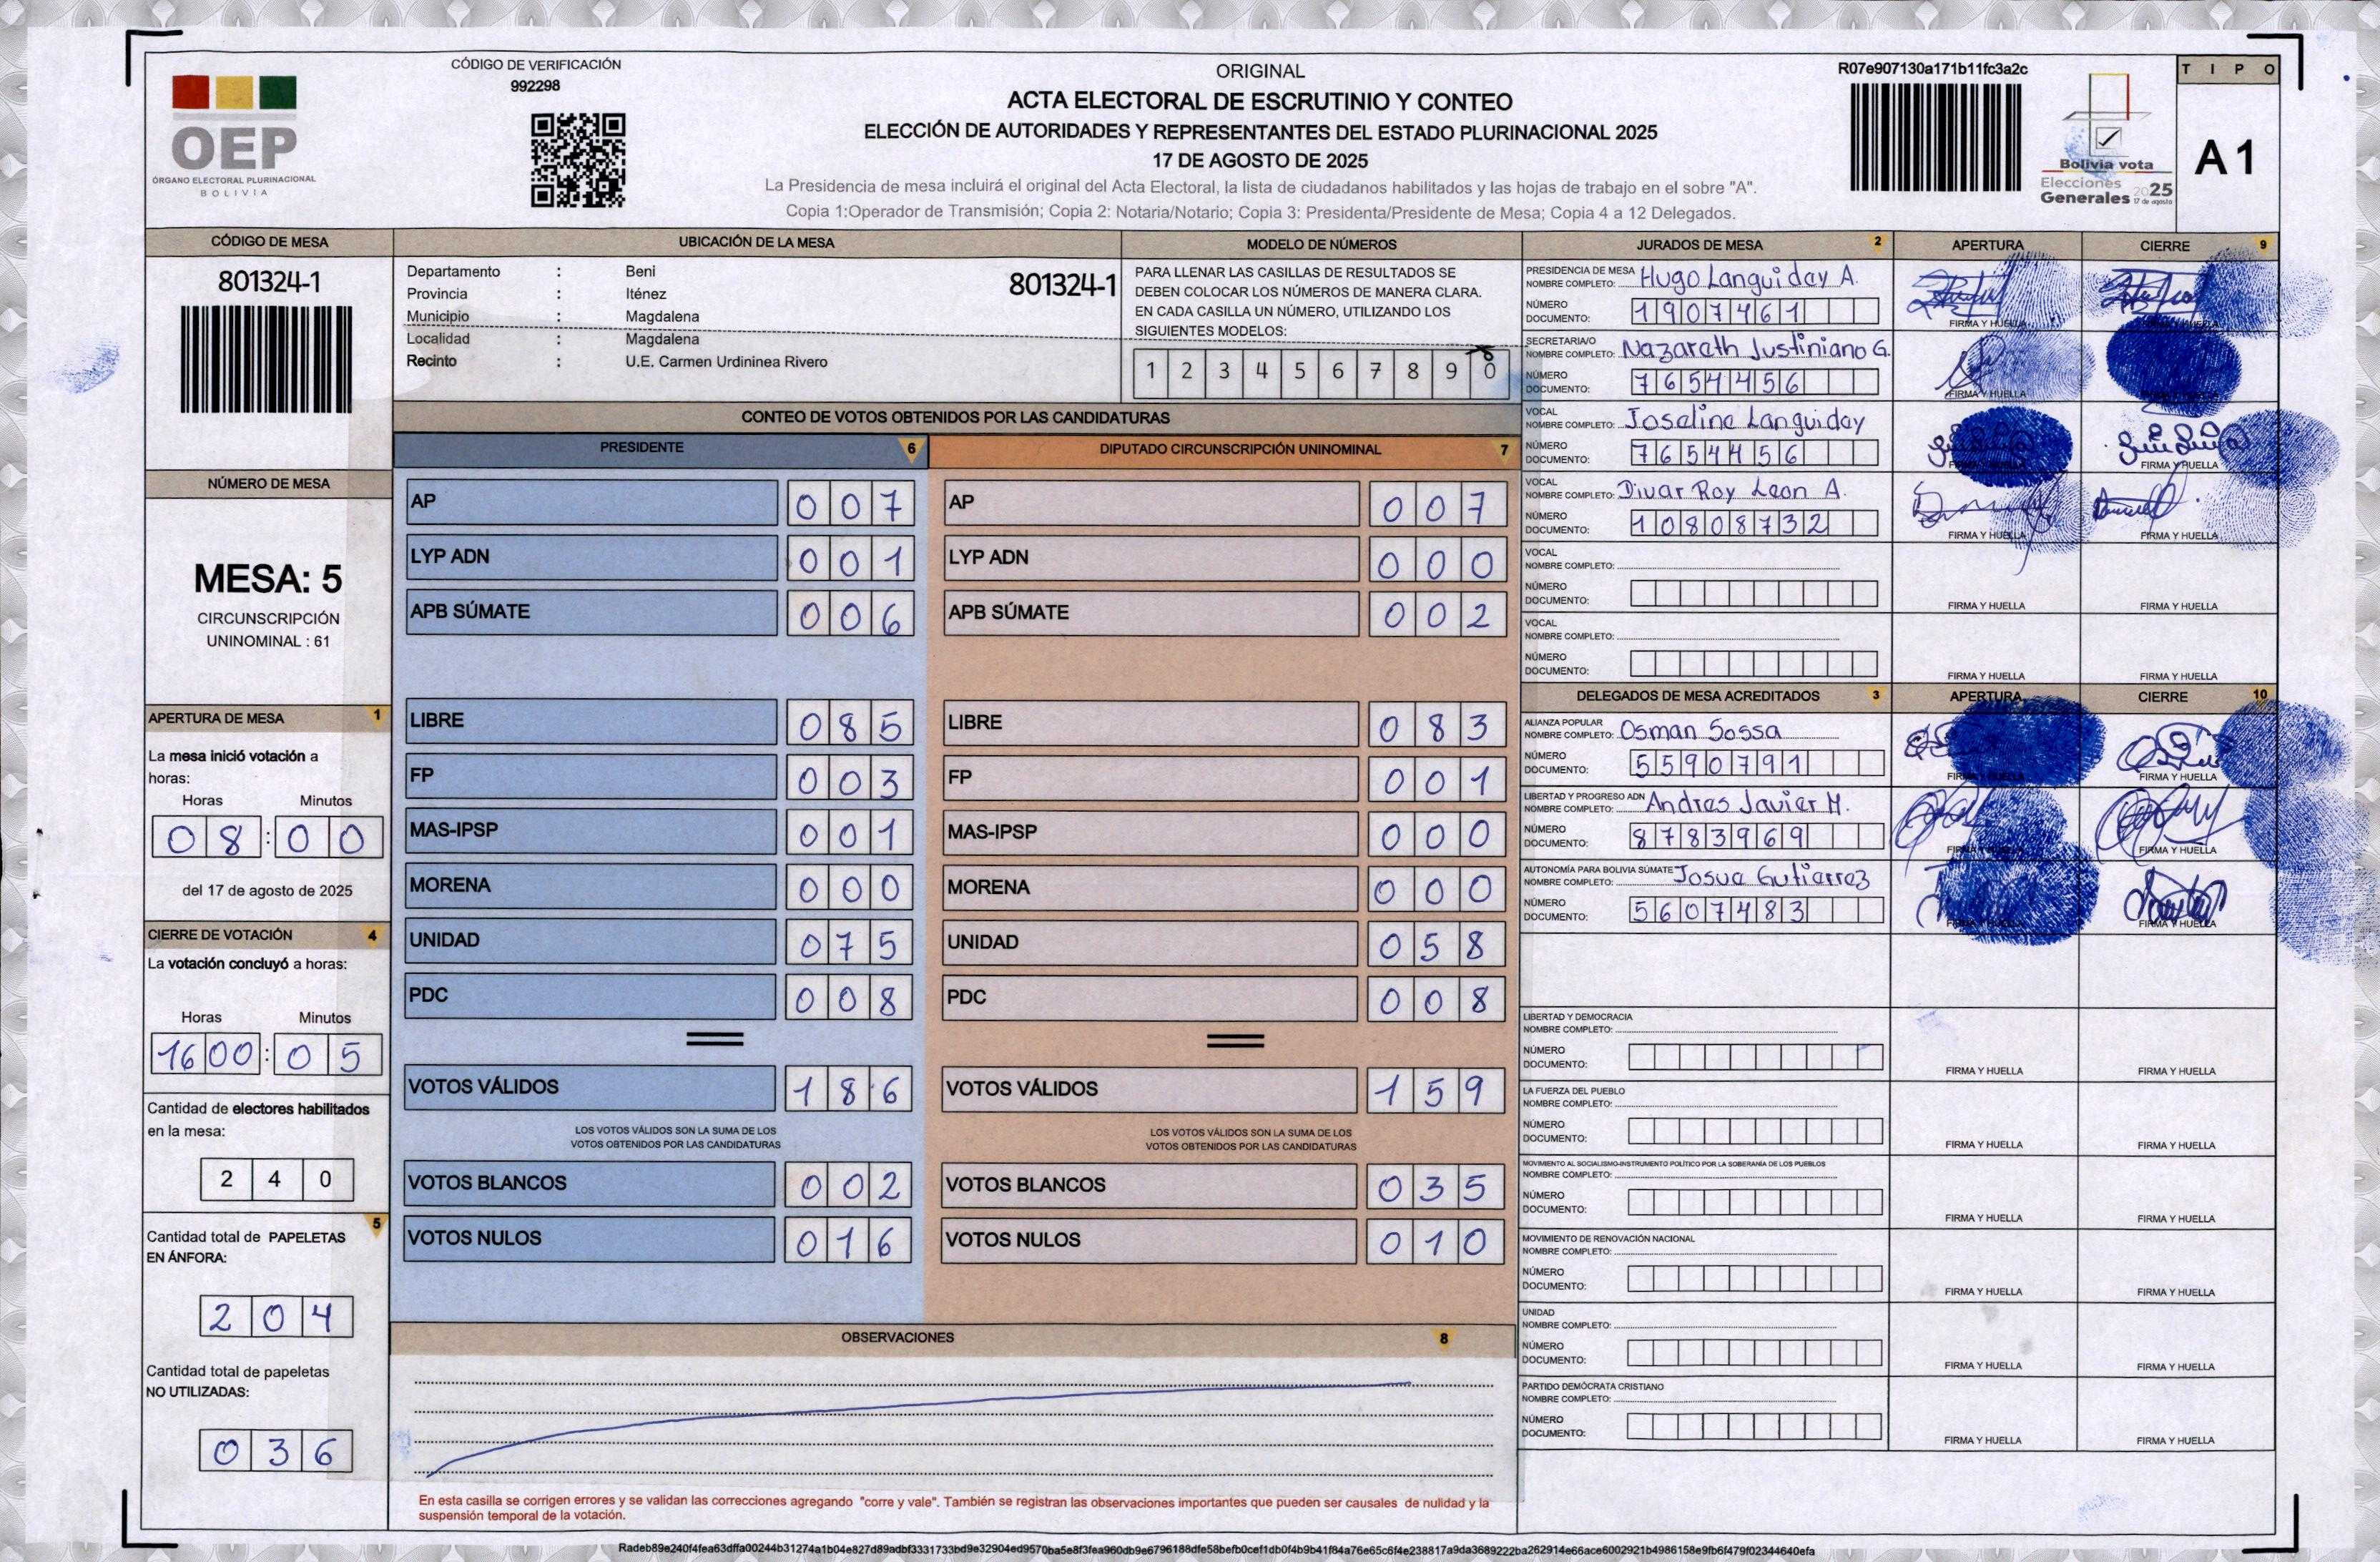 CÓDIGO DE VERIFICACIÓN
992298
OEP
ÓRGANO ELECTORAL PLURINACIONAL
BOLIVIA
ORIGINAL
ACTA ELECTORAL DE ESCRUTINIO Y CONTEO
ELECCIÓN DE AUTORIDADES Y REPRESENTANTES DEL ESTADO PLURINACIONAL 2025
17 DE AGOSTO DE 2025
La Presidencia de mesa incluirá el original del Acta Electoral, la lista de ciudadanos habilitados y las hojas de trabajo en el sobre "A".
Copia 1:Operador de Transmisión; Copia 2: Notaria/Notario; Copia 3: Presidenta/Presidente de Mesa; Copia 4 a 12 Delegados.
R07e907130a171b11fc3a2c
Bolivia vota
Elecciones
Generales 2025
17 de agosto
TIPO
A1
CÓDIGO DE MESA
801324-1
NÚMERO DE MESA
MESA: 5
CIRCUNSCRIPCIÓN
UNINOMINAL : 61
APERTURA DE MESA 1
La mesa inició votación a
horas:
Horas Minutos
08:00
del 17 de agosto de 2025
CIERRE DE VOTACIÓN 4
La votación concluyó a horas:
Horas Minutos
1600:05
Cantidad de electores habilitados
en la mesa:
240
5
Cantidad total de PAPELETAS
EN ÁNFORA:
204
Cantidad total de papeletas
NO UTILIZADAS:
036
UBICACIÓN DE LA MESA
Departamento : Beni 801324-1
Provincia : Iténez
Municipio : Magdalena
Localidad : Magdalena
Recinto : U.E. Carmen Urdininea Rivero
MODELO DE NÚMEROS
PARA LLENAR LAS CASILLAS DE RESULTADOS SE
DEBEN COLOCAR LOS NÚMEROS DE MANERA CLARA.
EN CADA CASILLA UN NÚMERO, UTILIZANDO LOS
SIGUIENTES MODELOS:
1 2 3 4 5 6 7 8 9 0
CONTEO DE VOTOS OBTENIDOS POR LAS CANDIDATURAS
PRESIDENTE 6 DIPUTADO CIRCUNSCRIPCIÓN UNINOMINAL 7
AP 007 AP 007
LYP ADN 001 LYP ADN 000
APB SÚMATE 006 APB SÚMATE 002
LIBRE 085 LIBRE 083
FP 003 FP 001
MAS-IPSP 001 MAS-IPSP 000
MORENA 000 MORENA 000
UNIDAD 075 UNIDAD 058
PDC 008 PDC 008
VOTOS VÁLIDOS 186 VOTOS VÁLIDOS 159
LOS VOTOS VÁLIDOS SON LA SUMA DE LOS LOS VOTOS VÁLIDOS SON LA SUMA DE LOS
VOTOS OBTENIDOS POR LAS CANDIDATURAS VOTOS OBTENIDOS POR LAS CANDIDATURAS
VOTOS BLANCOS 002 VOTOS BLANCOS 035
VOTOS NULOS 016 VOTOS NULOS 010
OBSERVACIONES 8
En esta casilla se corrigen errores y se validan las correcciones agregando "corre y vale". También se registran las observaciones importantes que pueden ser causales de nulidad y la
suspensión temporal de la votación.
JURADOS DE MESA 2 APERTURA CIERRE 9
PRESIDENCIA DE MESA
NOMBRE COMPLETO: Hugo Languiday A.
NÚMERO
DOCUMENTO: 1907461
FIRMA Y HUELLA FIRMA Y HUELLA
SECRETARIA/O
NOMBRE COMPLETO: Nazareth Justiniano G.
NÚMERO
DOCUMENTO: 7654456
FIRMA Y HUELLA
VOCAL
NOMBRE COMPLETO: Joseline Languiday
NÚMERO
DOCUMENTO: 7654456
FIRMA Y HUELLA FIRMA Y HUELLA
VOCAL
NOMBRE COMPLETO: Divar Roy Leon A.
NÚMERO
DOCUMENTO: 10808732
FIRMA Y HUELLA FIRMA Y HUELLA
VOCAL
NOMBRE COMPLETO:
NÚMERO
DOCUMENTO:
FIRMA Y HUELLA FIRMA Y HUELLA
VOCAL
NOMBRE COMPLETO:
NÚMERO
DOCUMENTO:
FIRMA Y HUELLA FIRMA Y HUELLA
DELEGADOS DE MESA ACREDITADOS 3 APERTURA CIERRE 10
ALIANZA POPULAR
NOMBRE COMPLETO: Osman Sossa
NÚMERO
DOCUMENTO: 5590791
FIRMA Y HUELLA FIRMA Y HUELLA
LIBERTAD Y PROGRESO ADN
NOMBRE COMPLETO: Andres Javier M.
NÚMERO
DOCUMENTO: 8783969
FIRMA Y HUELLA FIRMA Y HUELLA
AUTONOMÍA PARA BOLIVIA SÚMATE
NOMBRE COMPLETO: Josue Gutierrez
NÚMERO
DOCUMENTO: 5607483
FIRMA Y HUELLA FIRMA Y HUELLA
LIBERTAD Y DEMOCRACIA
NOMBRE COMPLETO:
NÚMERO
DOCUMENTO:
FIRMA Y HUELLA FIRMA Y HUELLA
LA FUERZA DEL PUEBLO
NOMBRE COMPLETO:
NÚMERO
DOCUMENTO:
FIRMA Y HUELLA FIRMA Y HUELLA
MOVIMIENTO AL SOCIALISMO-INSTRUMENTO POLÍTICO POR LA SOBERANÍA DE LOS PUEBLOS
NOMBRE COMPLETO:
NÚMERO
DOCUMENTO:
FIRMA Y HUELLA FIRMA Y HUELLA
MOVIMIENTO DE RENOVACIÓN NACIONAL
NOMBRE COMPLETO:
NÚMERO
DOCUMENTO:
FIRMA Y HUELLA FIRMA Y HUELLA
UNIDAD
NOMBRE COMPLETO:
NÚMERO
DOCUMENTO:
FIRMA Y HUELLA FIRMA Y HUELLA
PARTIDO DEMÓCRATA CRISTIANO
NOMBRE COMPLETO:
NÚMERO
DOCUMENTO:
FIRMA Y HUELLA FIRMA Y HUELLA